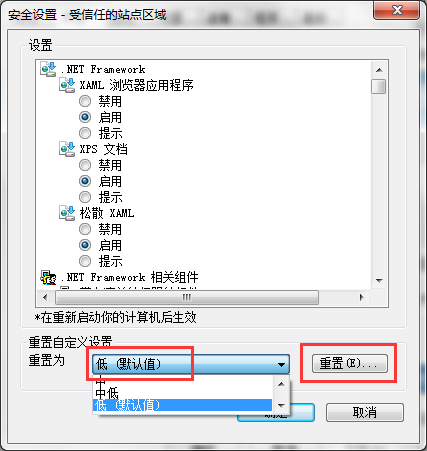 安全设置 - 受信任的站点区域
设置
.NET Framework
XAML 浏览器应用程序
禁用
启用
提示
XPS 文档
禁用
启用
提示
松散 XAML
禁用
启用
提示
.NET Framework 相关组件
*在重新启动你的计算机后生效
重置自定义设置
重置为
低 (默认值)
重置(E)...
中
中低
低 (默认值)
取消